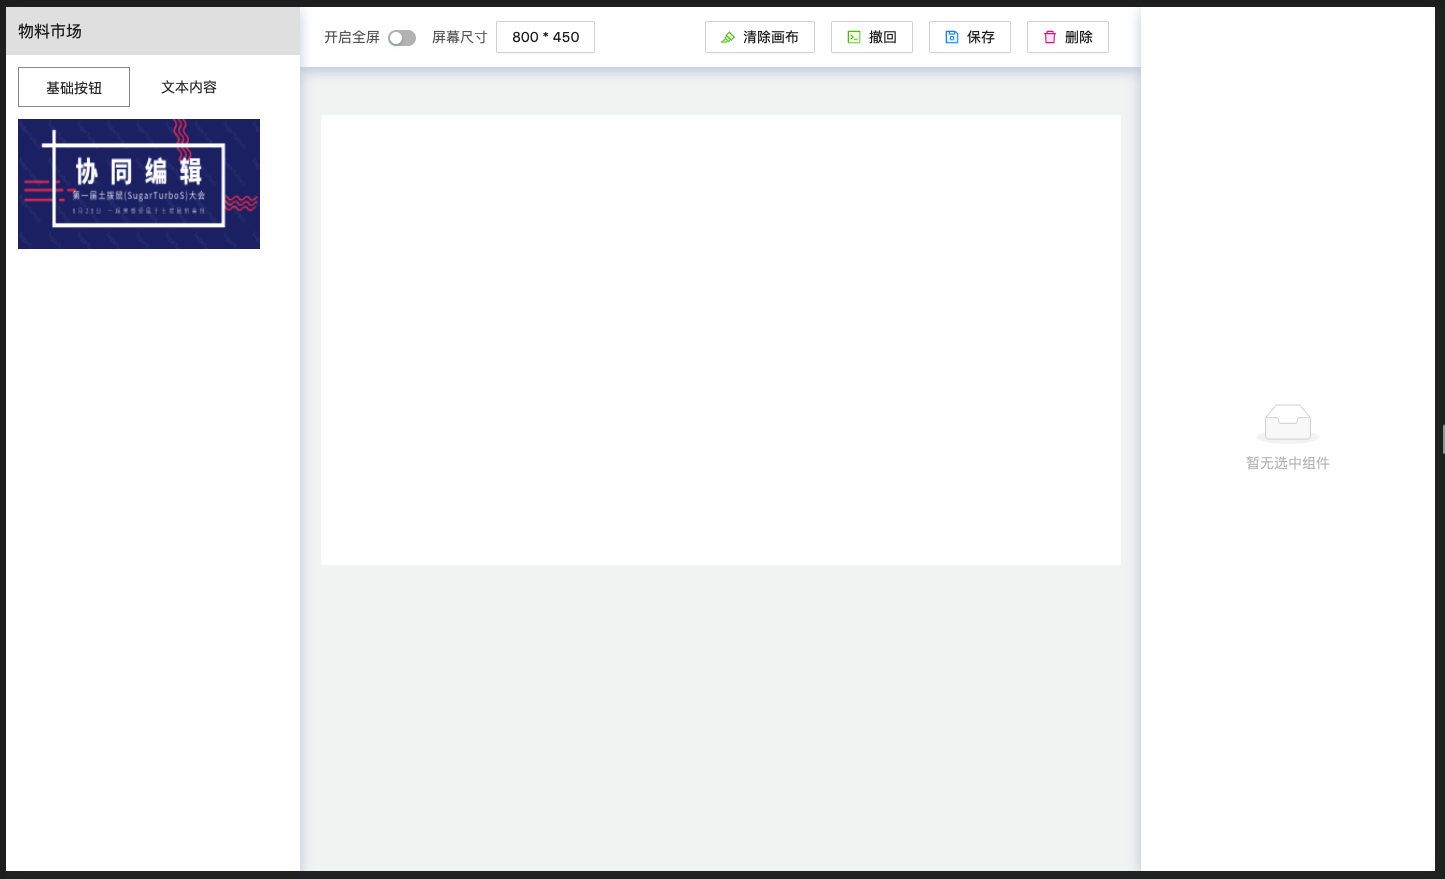 物料市场
开启全屏 屏幕尺寸 800 * 450 清除画布 撤回 保存 删除
基础按钮 文本内容
协同编辑
第一届土拨鼠(SugarTurboS)大会
暂无选中组件